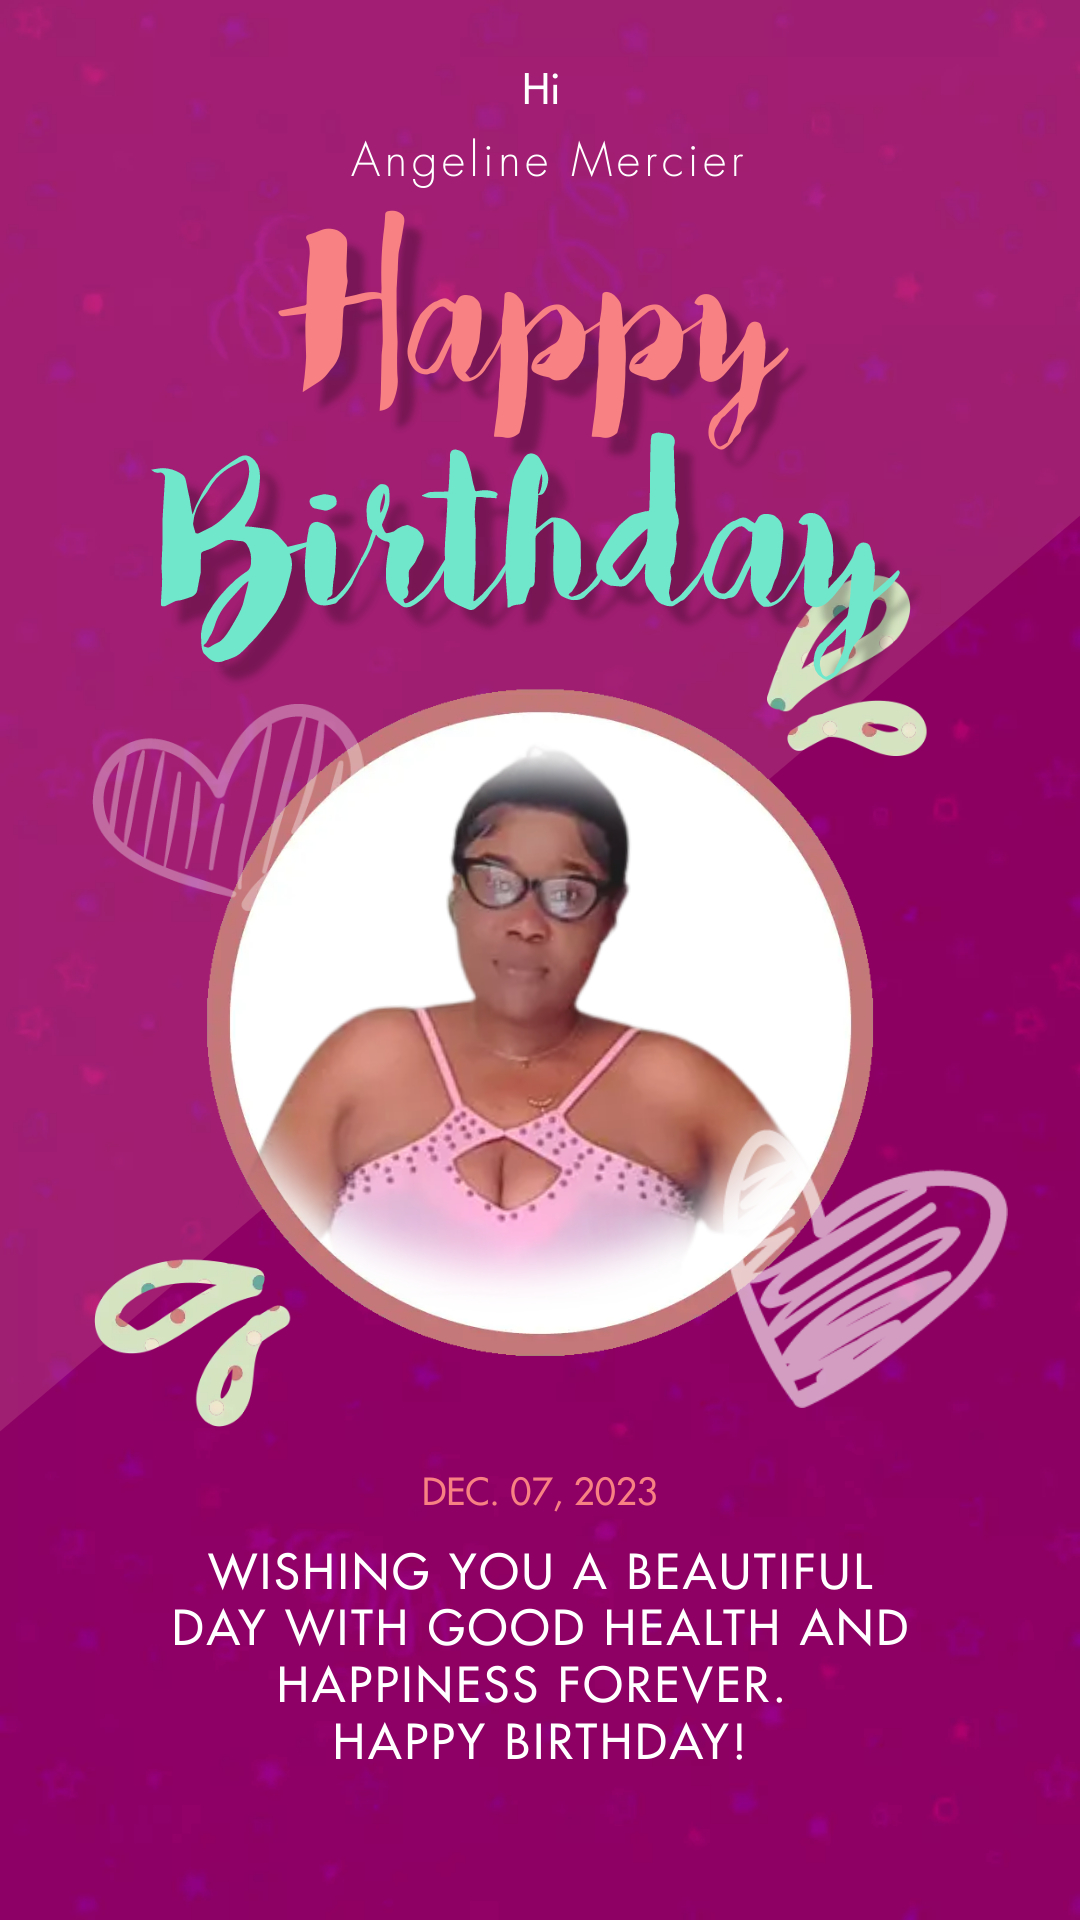 Hi
Angeline Mercier
Happy
Birthday
DEC. 07, 2023
WISHING YOU A BEAUTIFUL
DAY WITH GOOD HEALTH AND
HAPPINESS FOREVER.
HAPPY BIRTHDAY!